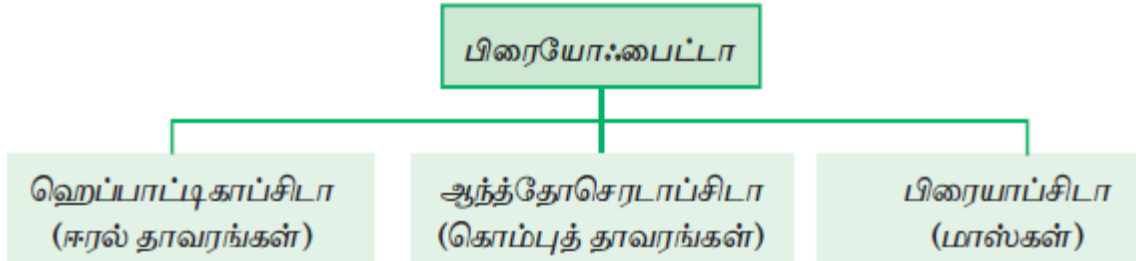 பிரையோஃபைட்டா
ஹெப்பாட்டிகாப்சிடா
(ஈரல் தாவரங்கள்)
ஆந்த்தோசெரடாப்சிடா
(கொம்புத் தாவரங்கள்)
பிரையாப்சிடா
(மாஸ்கள்)